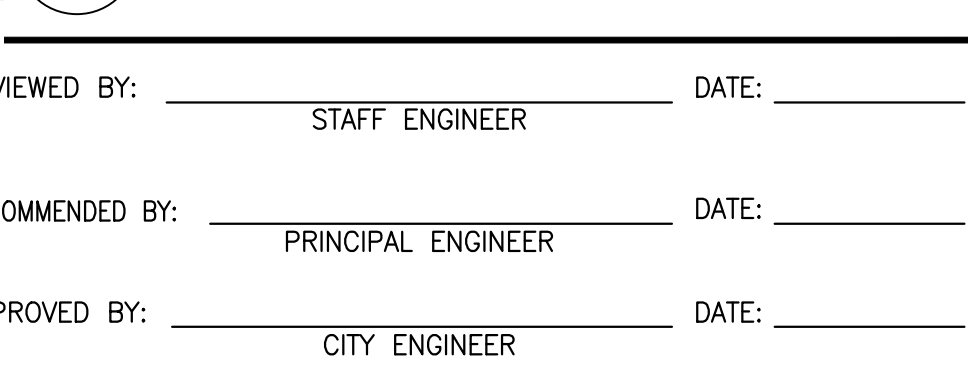 VIEWED BY: DATE:
STAFF ENGINEER
OMMENDED BY: DATE:
PRINCIPAL ENGINEER
PROVED BY: DATE:
CITY ENGINEER